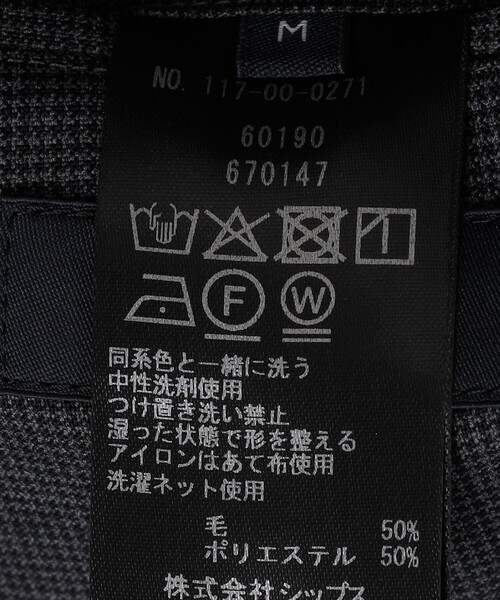 M
NO. 117-00-0271
60190
670147
F W
同系色と一緒に洗う
中性洗剤使用
つけ置き洗い禁止
湿った状態で形を整える
アイロンはあて布使用
洗濯ネット使用
毛 50%
ポリエステル 50%
株式会社シップス